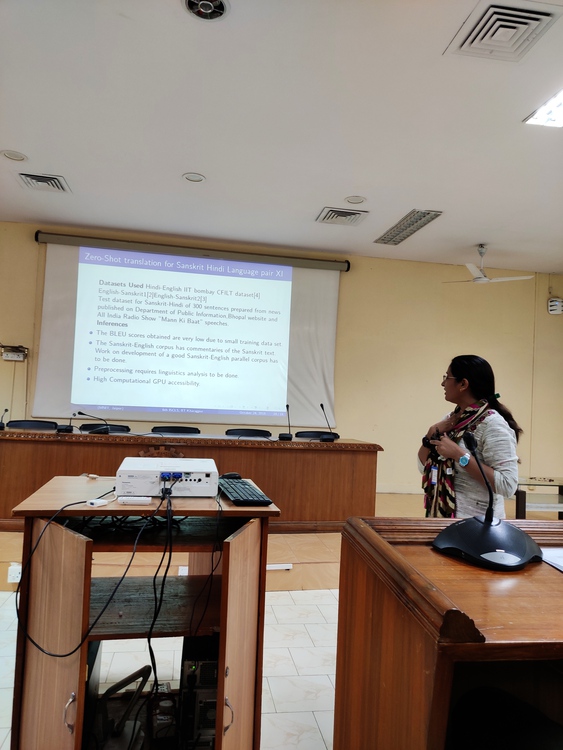 Zero-Shot translation for Sanskrit Hindi Language pair XI
Datasets Used Hindi-English IIT bombay CFILT dataset[4]
English-Sanskrit1[2]English-Sanskrit2[3]
Test dataset for Sanskrit-Hindi of 300 sentences prepared from news
published on Department of Public Information,Bhopal website and
All India Radio Show "Mann Ki Baat" speeches.
Inferences
The BLEU scores obtained are very low due to small training data set
The Sanskrit-English corpus has commentaries of the Sanskrit text
Work on development of a good Sanskrit-English parallel corpus has
to be done
Preprocessing requires linguistics analysis to be done
High Computational GPU accessibility.